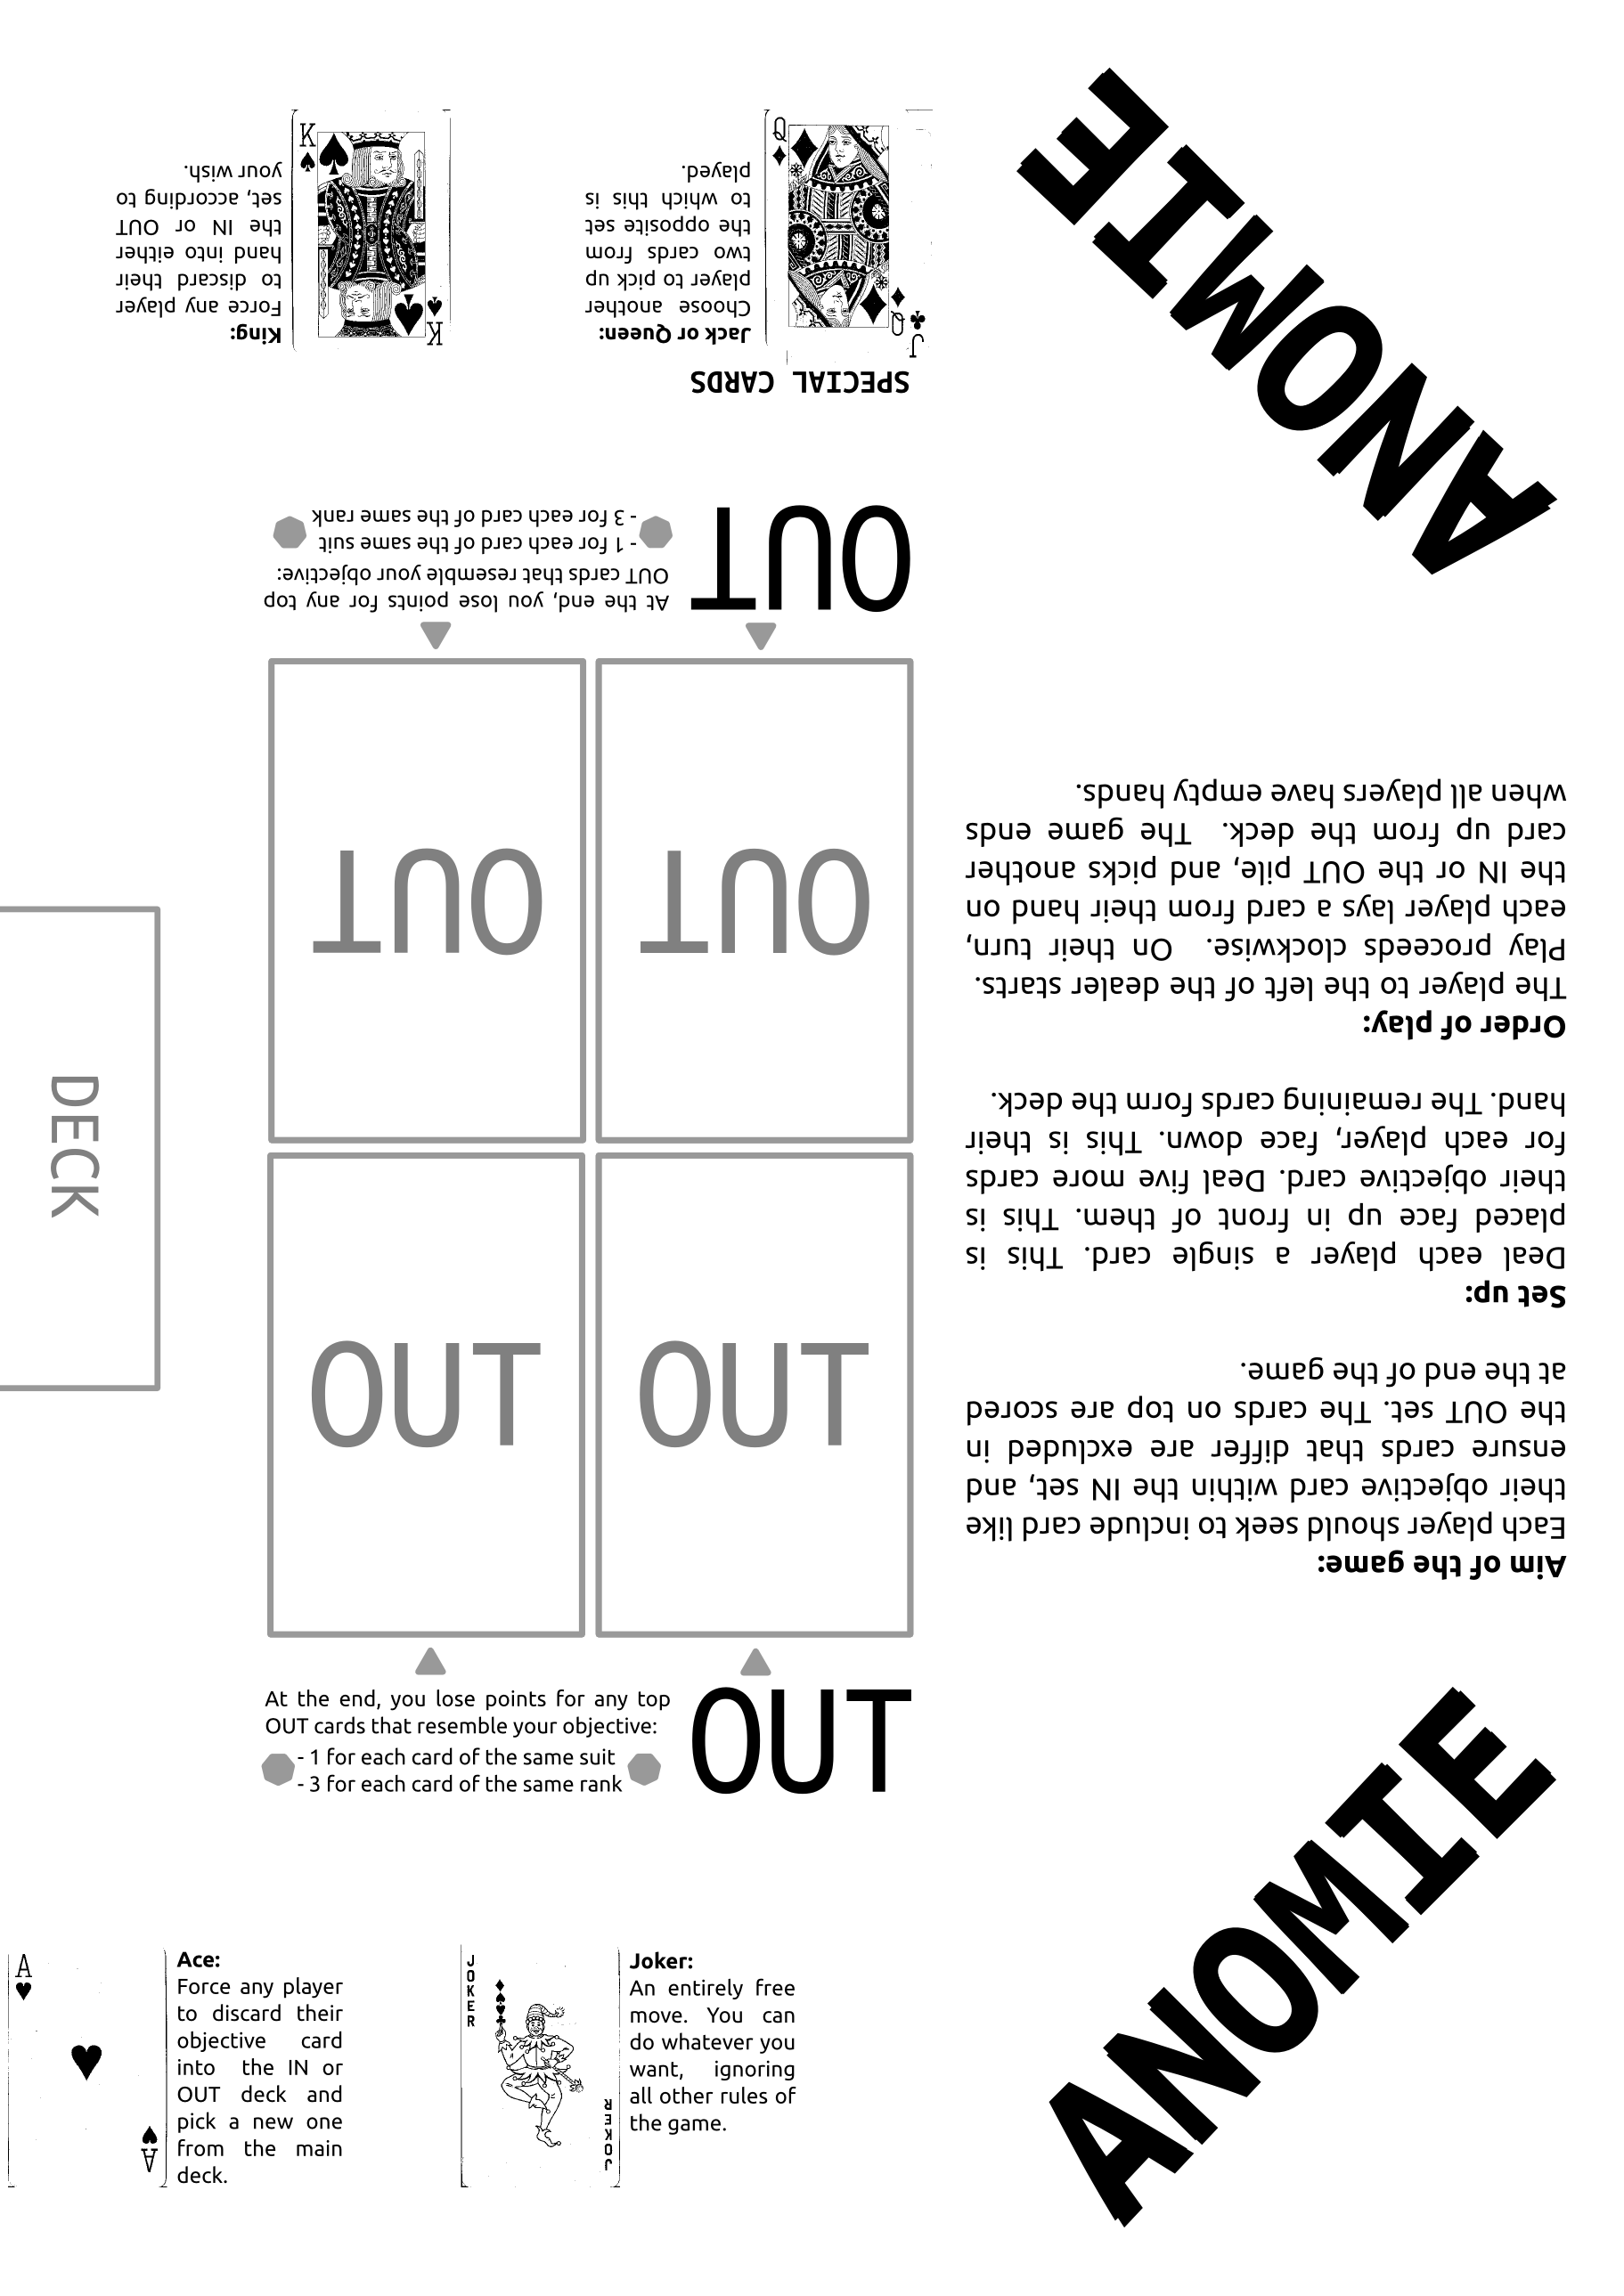 ANOMIE
Aim of the game:
Each player should seek to include card like
their objective card within the IN set, and
ensure cards that differ are excluded in
the OUT set. The cards on top are scored
at the end of the game.
Set up:
Deal each player a single card. This is
placed face up in front of them. This is
their objective card. Deal five more cards
for each player, face down. This is their
hand. The remaining cards form the deck.
Order of play:
The player to the left of the dealer starts.
Play proceeds clockwise. On their turn,
each player lays a card from their hand on
the IN or the OUT pile, and picks another
card up from the deck. The game ends
when all players have empty hands.
ANOMIE
SPECIAL CARDS
J
Q
Q
Jack or Queen:
Choose another
player to pick up
two cards from
the opposite set
to which this is
played.
K
K
King:
Force any player
to discard their
hand into either
the IN or OUT
set, according to
your wish.
OUT
At the end, you lose points for any top
OUT cards that resemble your objective:
- 1 for each card of the same suit
- 3 for each card of the same rank
OUT
OUT
DECK
OUT
OUT
At the end, you lose points for any top
OUT cards that resemble your objective:
- 1 for each card of the same suit
- 3 for each card of the same rank
OUT
A
A
Ace:
Force any player
to discard their
objective card
into the IN or
OUT deck and
pick a new one
from the main
deck.
JOKER
JOKER
Joker:
An entirely free
move. You can
do whatever you
want, ignoring
all other rules of
the game.